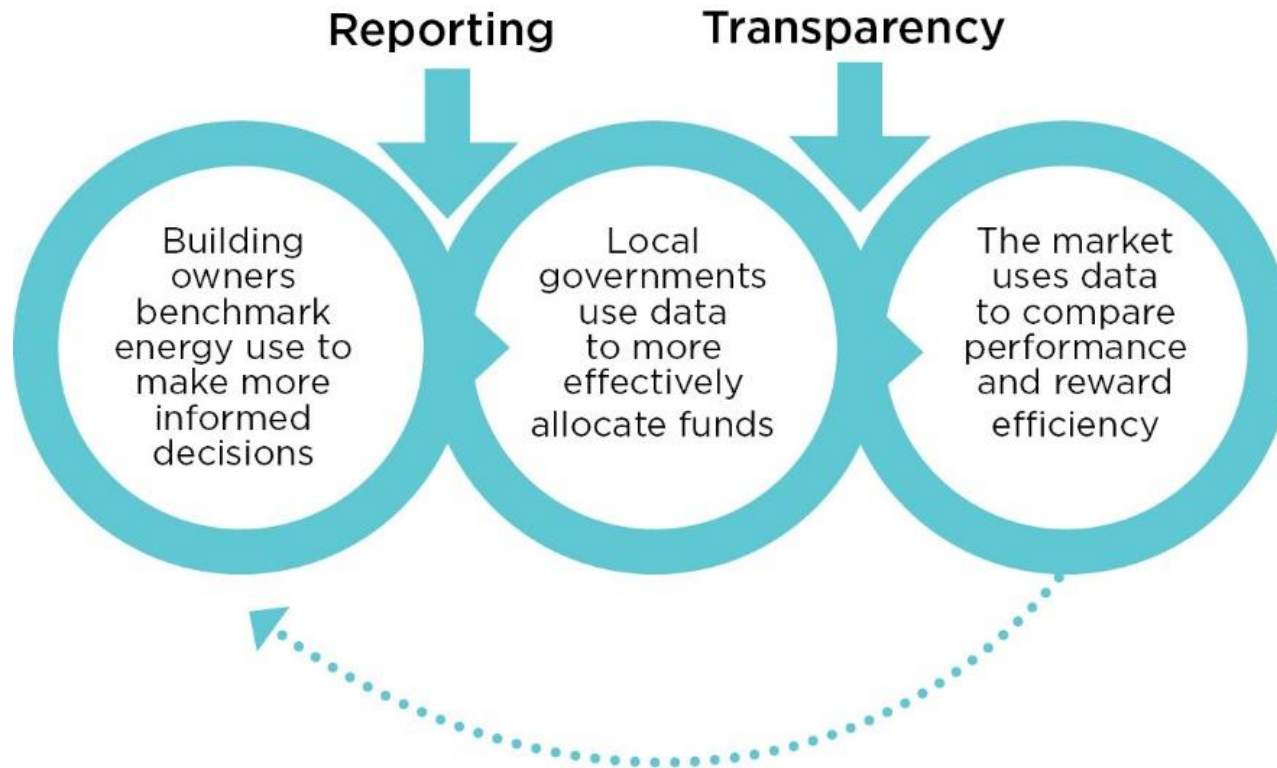 Reporting
Transparency
Building
owners
benchmark
energy use to
make more
informed
decisions
Local
governments
use data
to more
effectively
allocate funds
The market
uses data
to compare
performance
and reward
efficiency